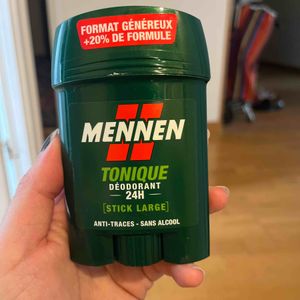 FORMAT GÉNÉREUX
+20% DE FORMULE
MENNEN
TONIQUE
DÉODORANT
24H
[STICK LARGE]
ANTI-TRACES - SANS ALCOOL